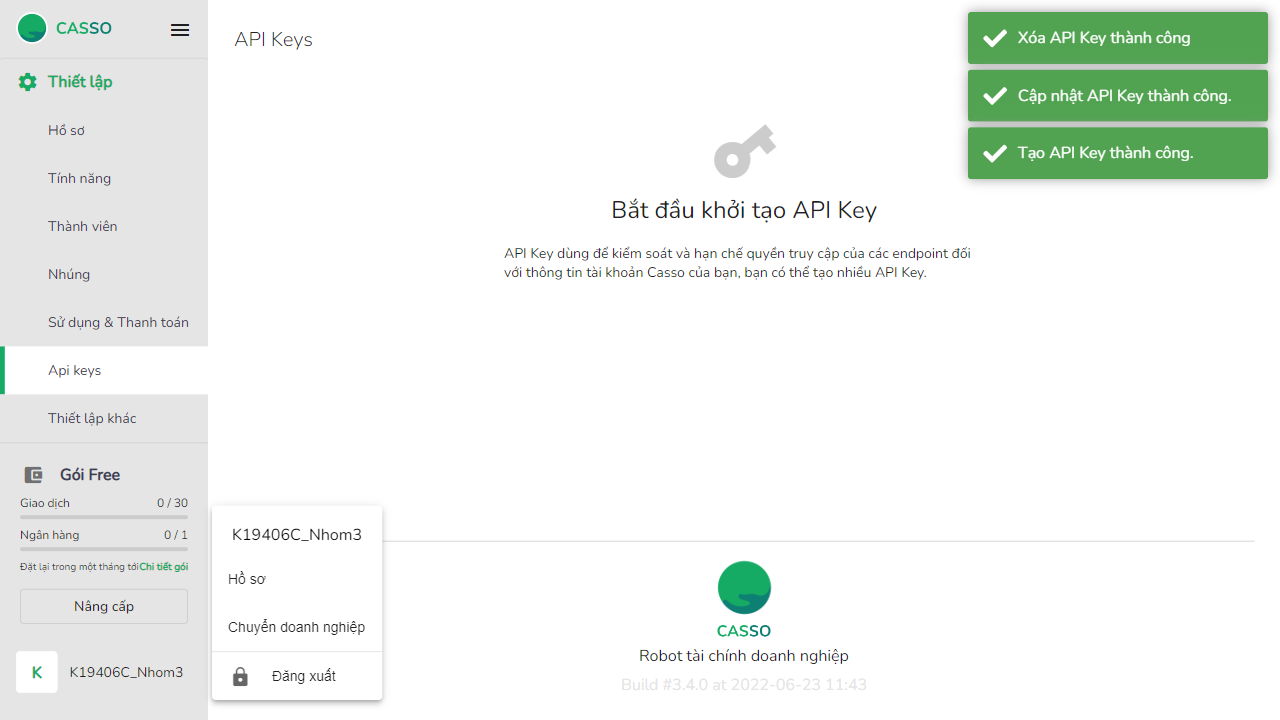 CASSO
Thiết lập
Hồ sơ
Tính năng
Thành viên
Nhúng
Sử dụng & Thanh toán
Api keys
Thiết lập khác
Gói Free
Giao dịch 0 / 30
Ngân hàng 0 / 1
Đặt lại trong một tháng tới Chi tiết gói
Nâng cấp
K K19406C_Nhom3
API Keys
Xóa API Key thành công
Cập nhật API Key thành công.
Tạo API Key thành công.
Bắt đầu khởi tạo API Key
API Key dùng để kiểm soát và hạn chế quyền truy cập của các endpoint đối
với thông tin tài khoản Casso của bạn, bạn có thể tạo nhiều API Key.
K19406C_Nhom3
Hồ sơ
Chuyển doanh nghiệp
Đăng xuất
CASSO
Robot tài chính doanh nghiệp
Build #3.4.0 at 2022-06-23 11:43